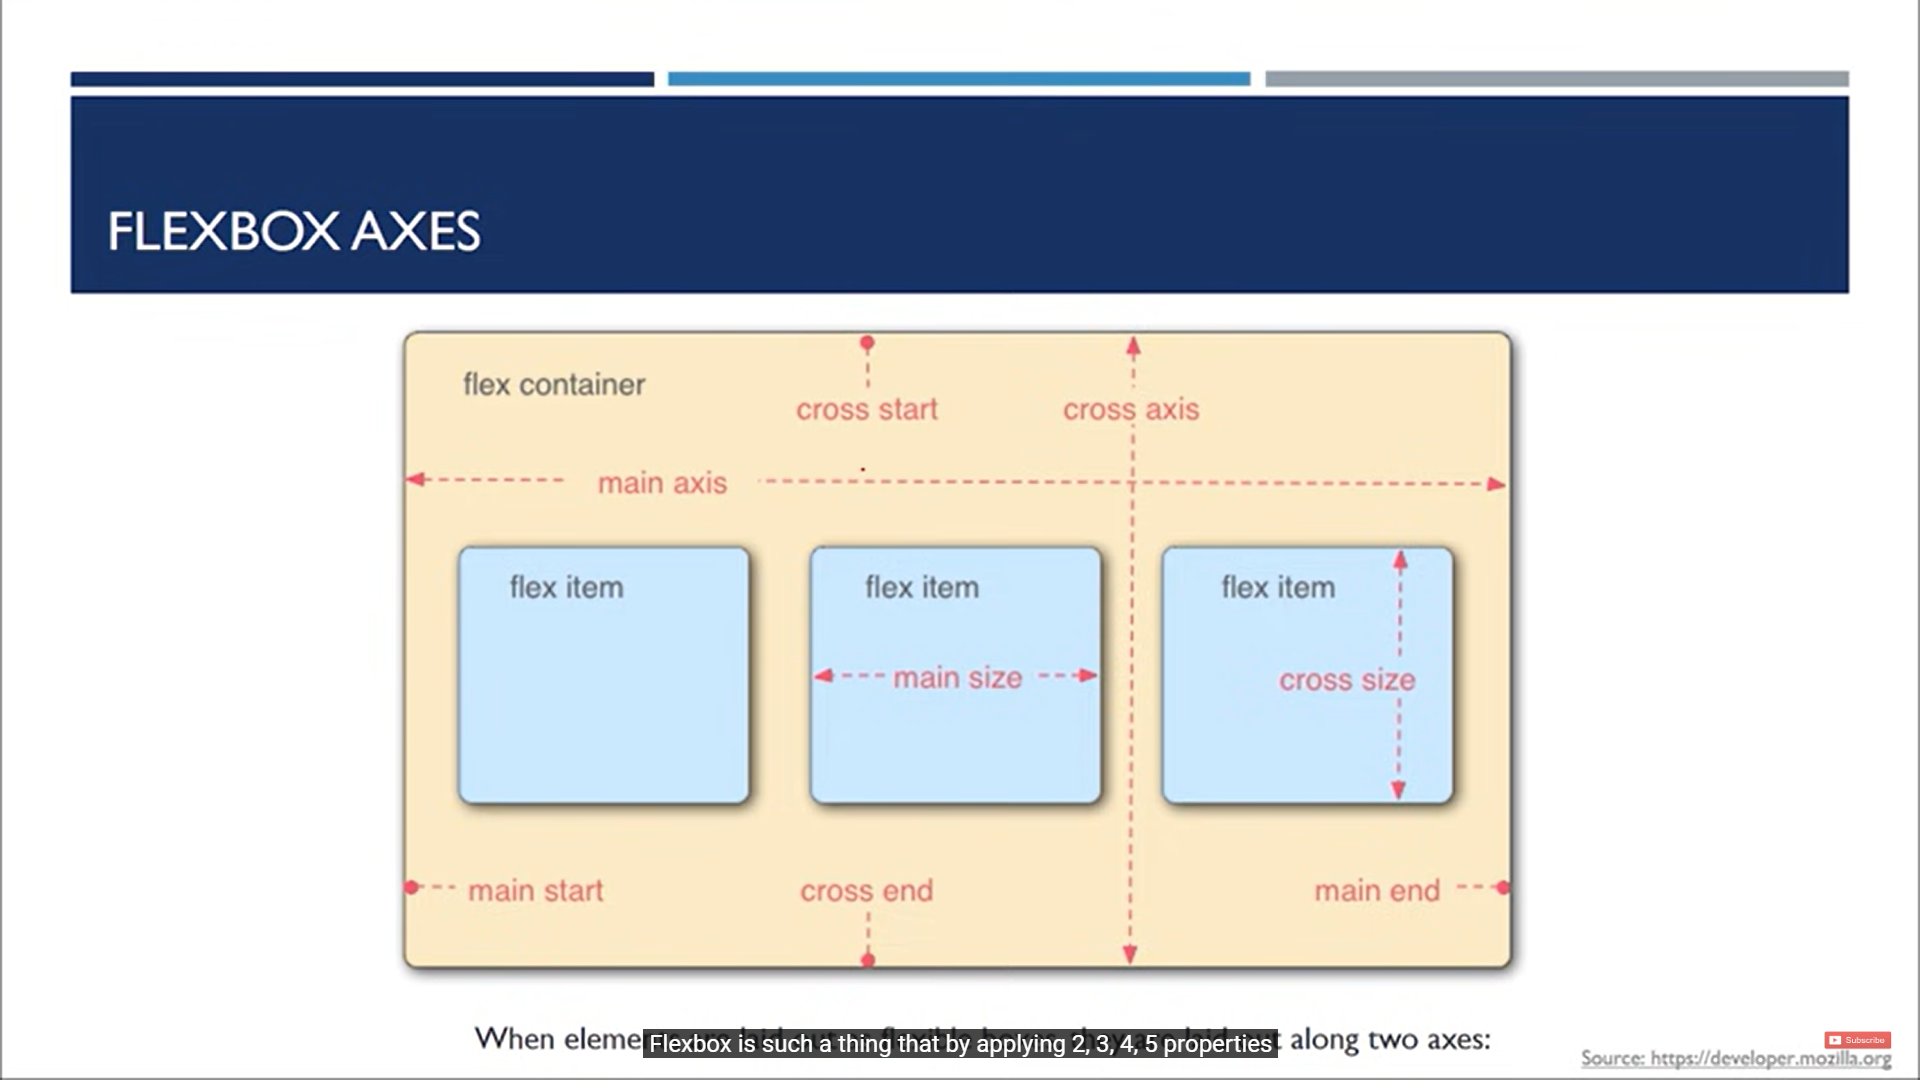 FLEXBOX AXES
flex container
cross start
cross axis
main axis
flex item
flex item
flex item
main size
cross size
main start
cross end
main end
When eleme along two axes:
Flexbox is such a thing that by applying 2, 3, 4, 5 properties
Subscribe
Source: https://developer.mozilla.org